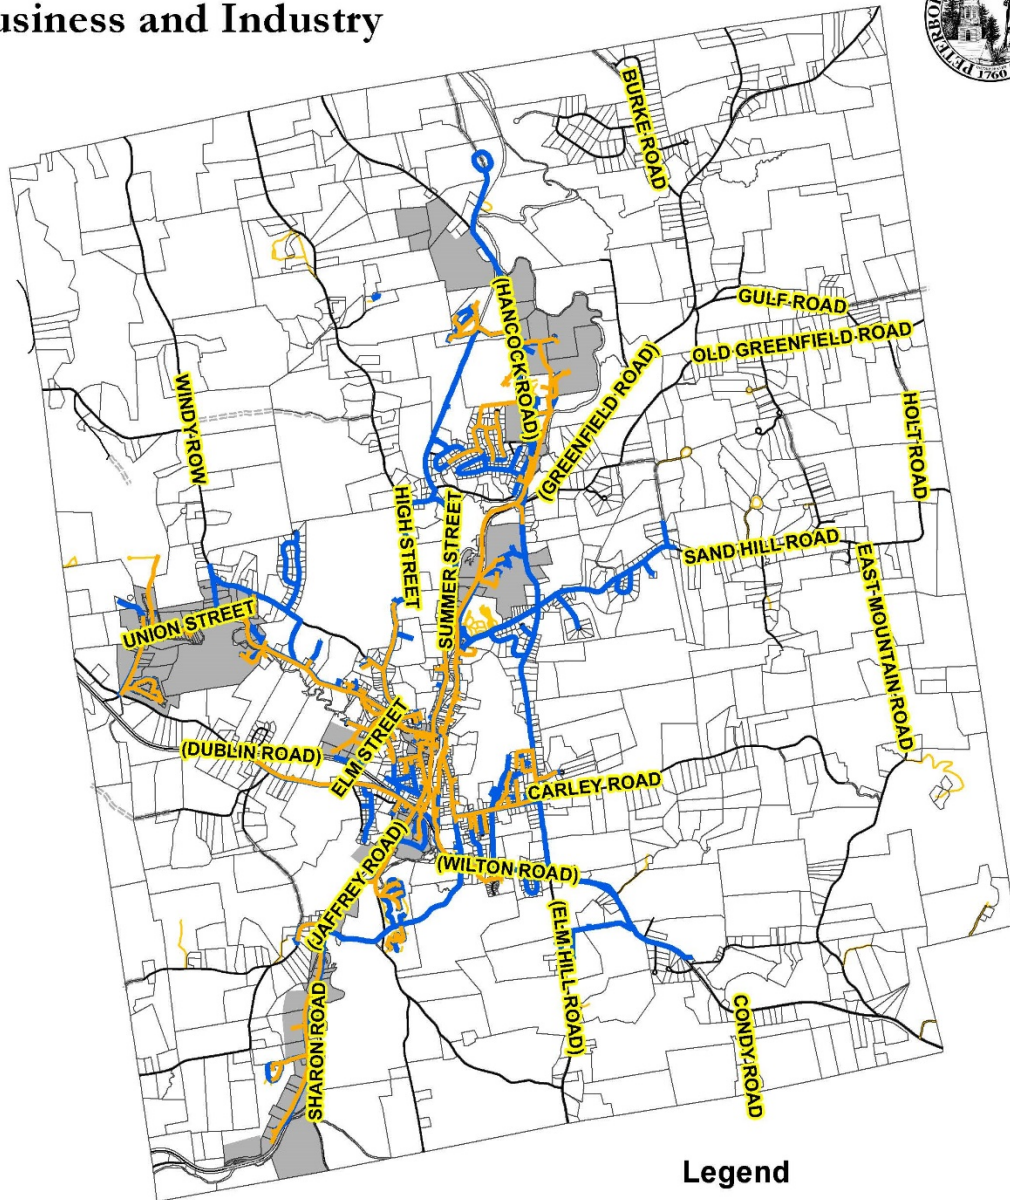 usiness and Industry
PETERBO
1760
BURKE ROAD
(HANCOCK ROAD)
GULF ROAD
OLD GREENFIELD ROAD
(GREENFIELD ROAD)
WINDY ROW
HOLT ROAD
HIGH STREET
SUMMER STREET
SAND HILL ROAD
UNION STREET
EAST MOUNTAIN ROAD
ELM STREET
(DUBLIN ROAD)
CARLEY ROAD
(JAFFREY ROAD)
(WILTON ROAD)
(ELM HILL ROAD)
SHARON ROAD
CONDY ROAD
Legend